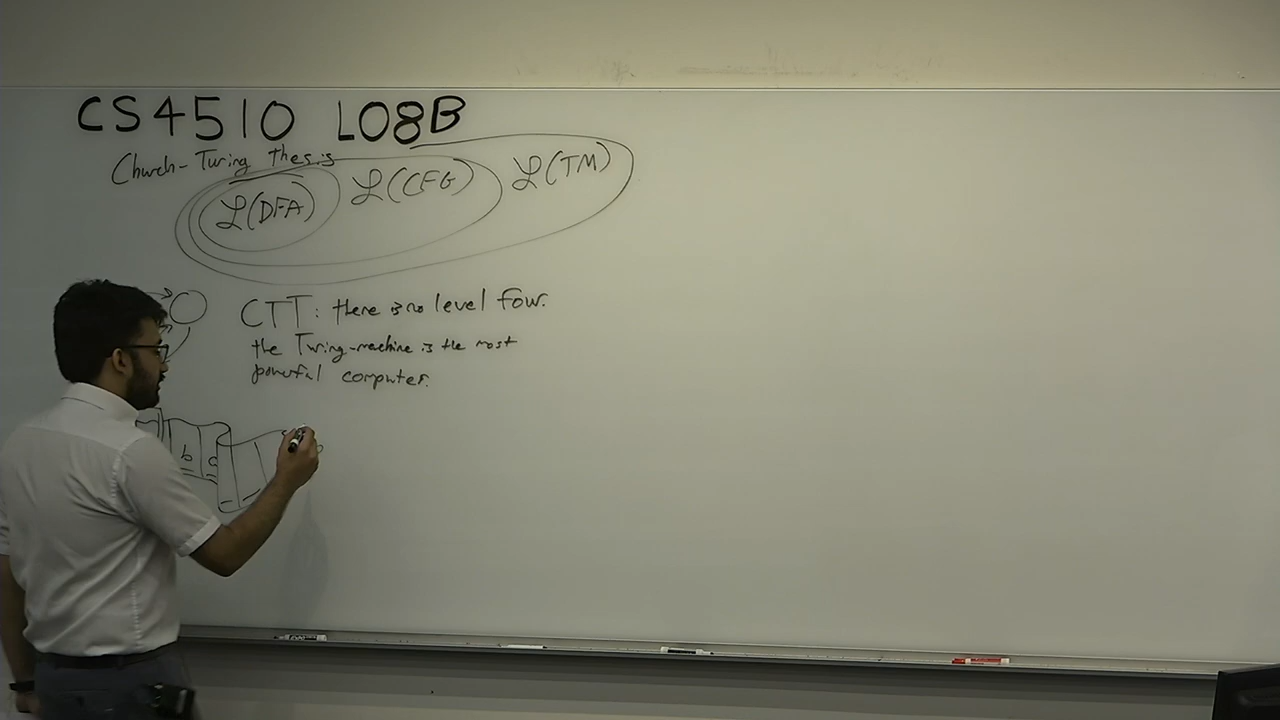 CS4510 L08B
Church-Turing thesis
L(DFA) L(CFG) L(TM)
CTT: there is no level four.
the Turing-machine is the most
powerful computer.
b a